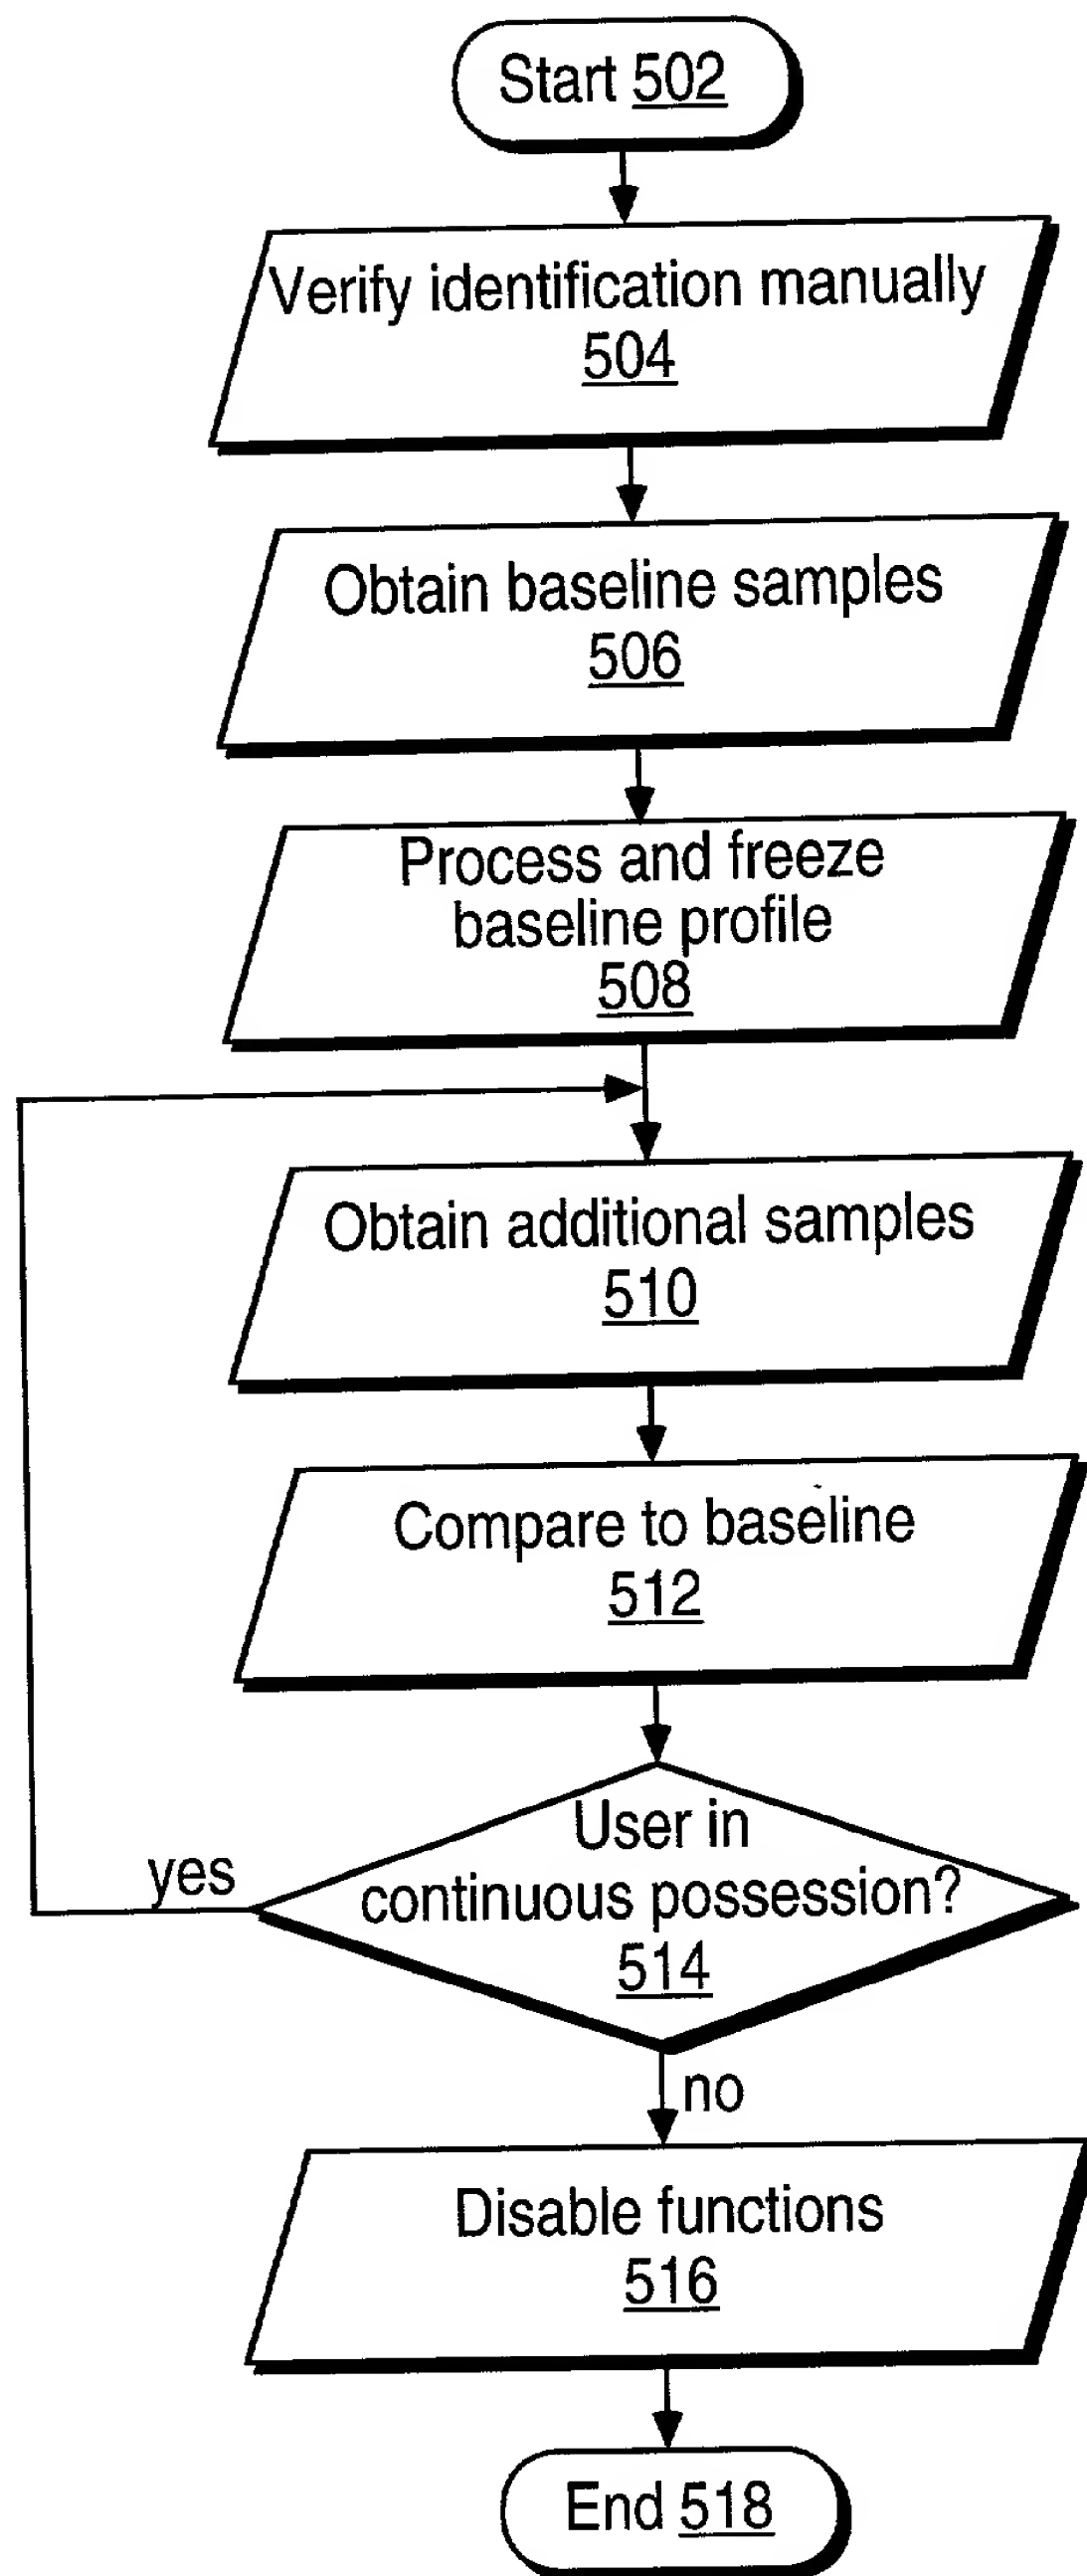 Start 502
Verify identification manually
504
Obtain baseline samples
506
Process and freeze
baseline profile
508
Obtain additional samples
510
Compare to baseline
512
User in
continuous possession?
514
yes
no
Disable functions
516
End 518